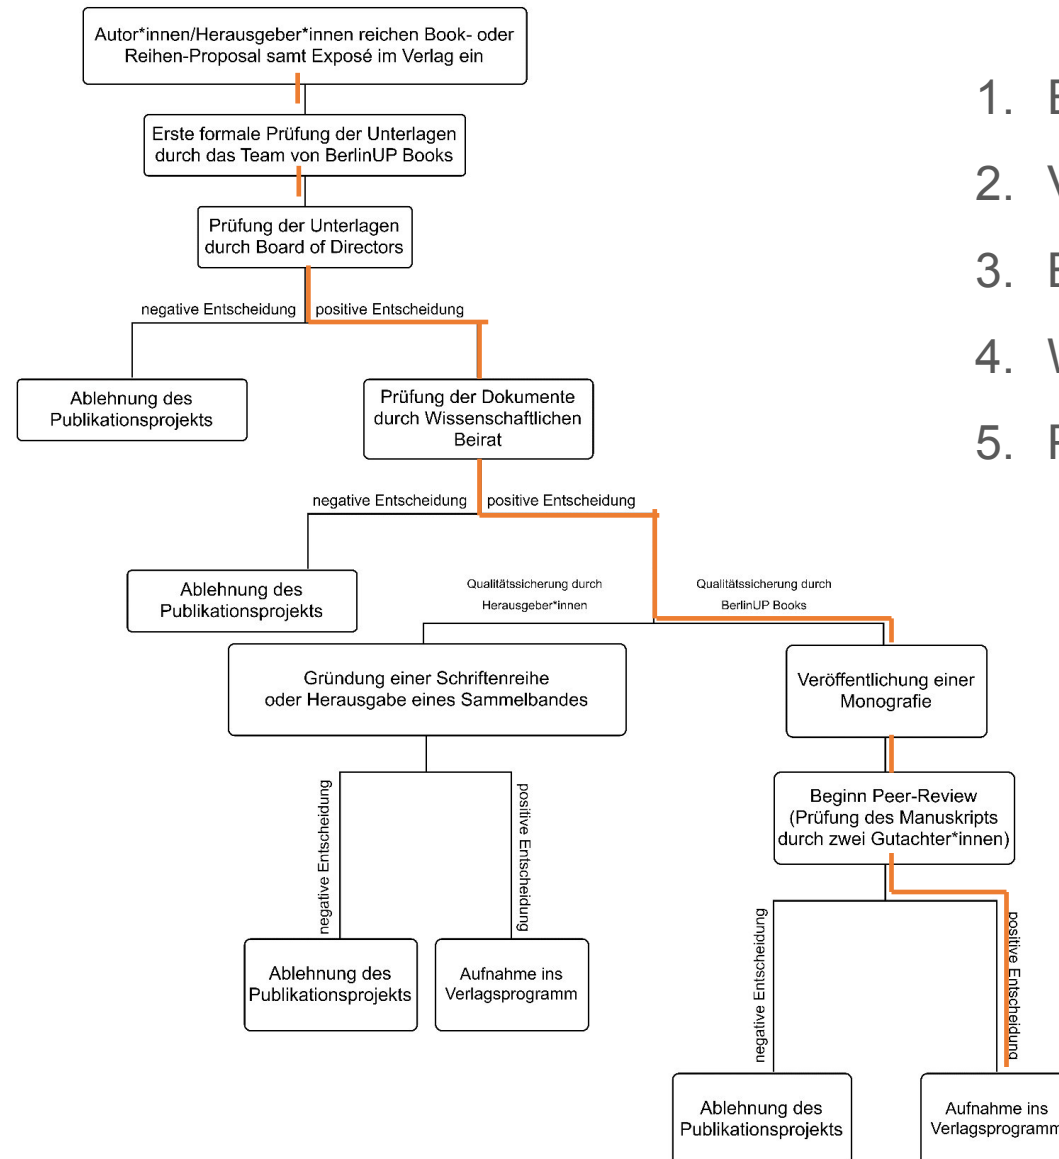 Autor*innen/Herausgeber*innen reichen Book- oder
Reihen-Proposal samt Exposé im Verlag ein
Erste formale Prüfung der Unterlagen
durch das Team von BerlinUP Books
Prüfung der Unterlagen
durch Board of Directors
negative Entscheidung
positive Entscheidung
Ablehnung des
Publikationsprojekts
Prüfung der Dokumente
durch Wissenschaftlichen
Beirat
negative Entscheidung
positive Entscheidung
Ablehnung des
Publikationsprojekts
Qualitätssicherung durch
Herausgeber*innen
Qualitätssicherung durch
BerlinUP Books
Gründung einer Schriftenreihe
oder Herausgabe eines Sammelbandes
Veröffentlichung einer
Monografie
negative Entscheidung
positive Entscheidung
Beginn Peer-Review
(Prüfung des Manuskripts
durch zwei Gutachter*innen)
Ablehnung des
Publikationsprojekts
Aufnahme ins
Verlagsprogramm
negative Entscheidung
positive Entscheidung
Ablehnung des
Publikationsprojekts
Aufnahme ins
Verlagsprogramm
1.
2.
3.
4.
5.